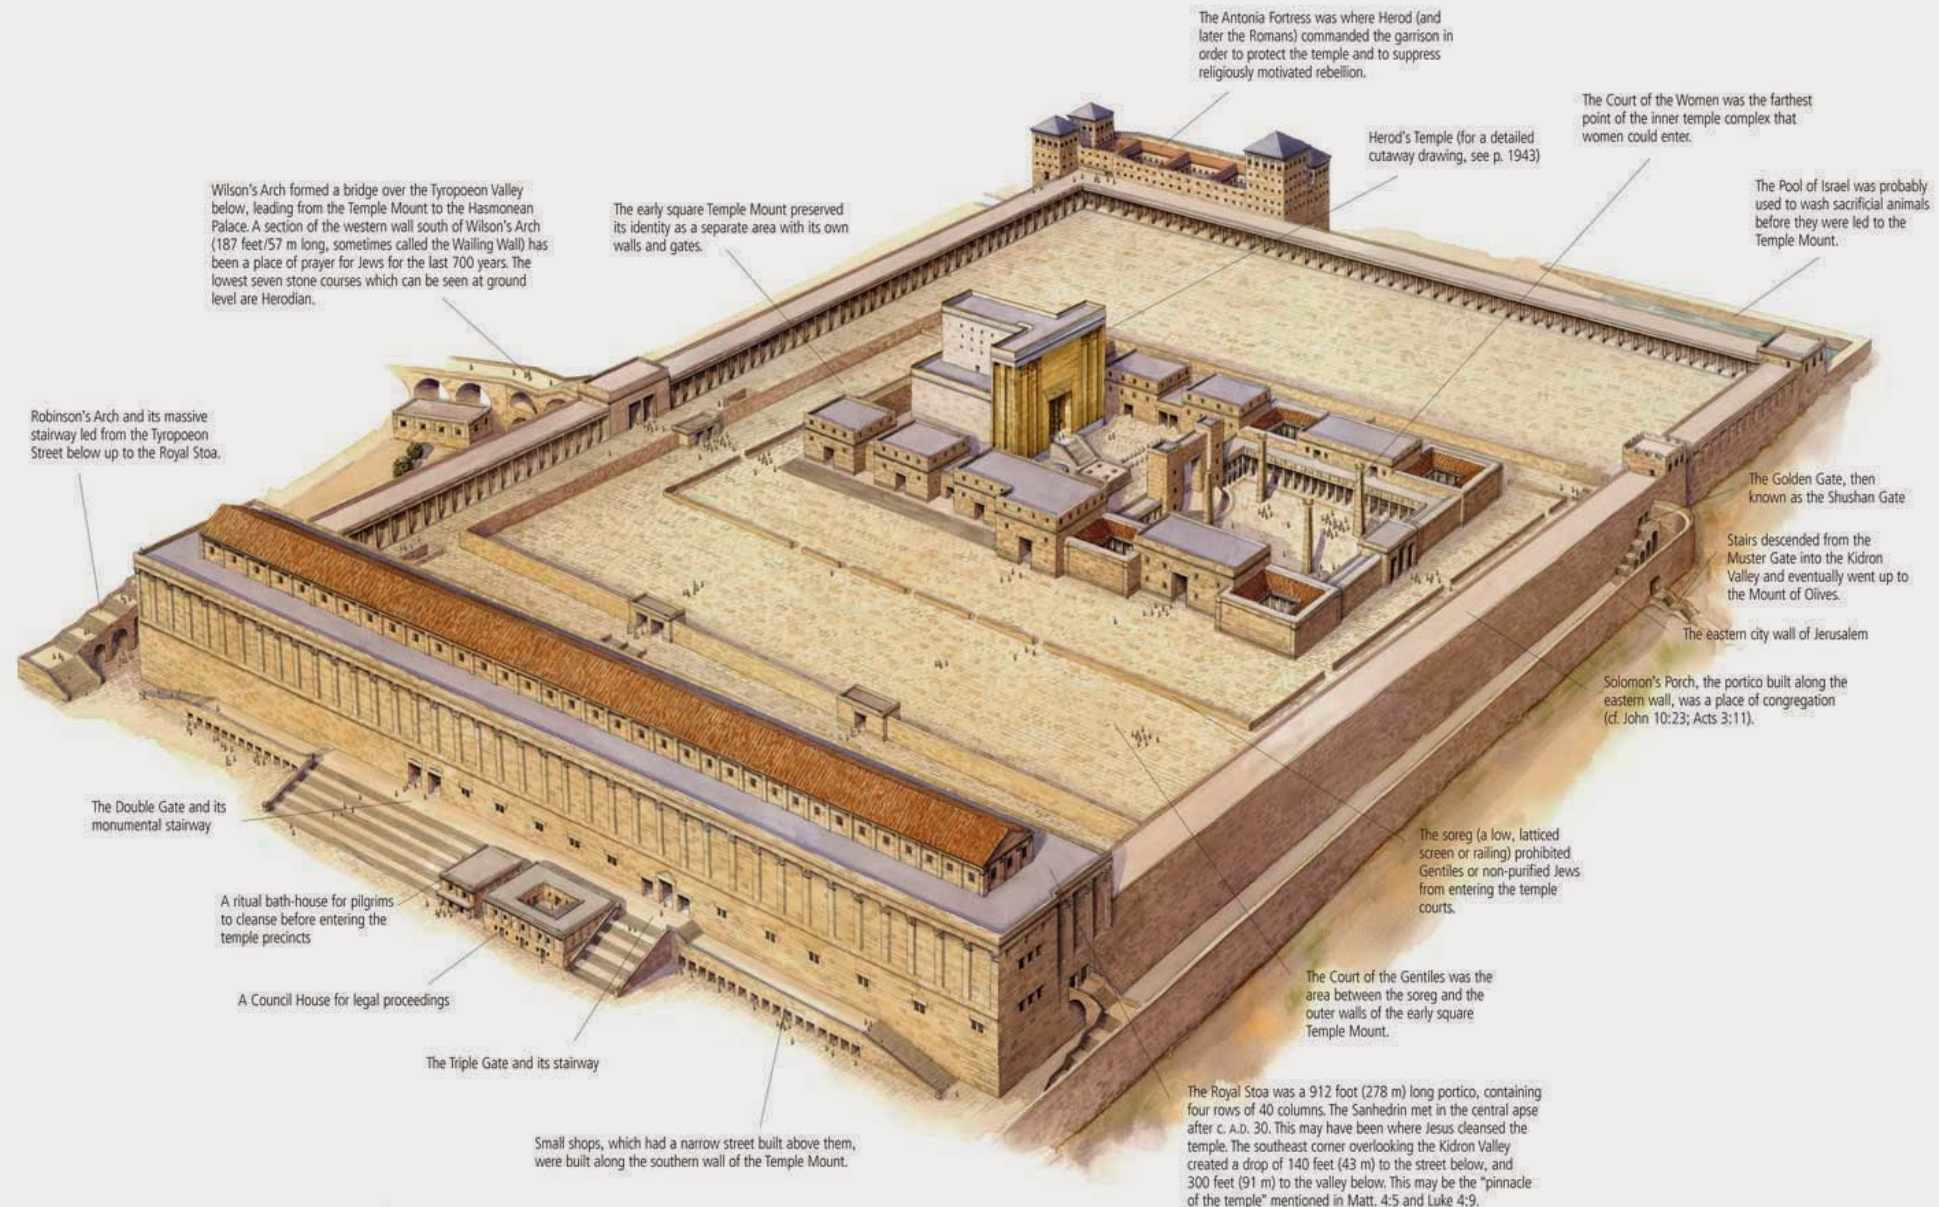 The Antonia Fortress was where Herod (and
later the Romans) commanded the garrison in
order to protect the temple and to suppress
religiously motivated rebellion.
The Court of the Women was the farthest
point of the inner temple complex that
women could enter.
Herod's Temple (for a detailed
cutaway drawing, see p. 1943)
The Pool of Israel was probably
used to wash sacrificial animals
before they were led to the
Temple Mount.
Wilson's Arch formed a bridge over the Tyropoeon Valley
below, leading from the Temple Mount to the Hasmonean
Palace. A section of the western wall south of Wilson's Arch
(187 feet/57 m long, sometimes called the Wailing Wall) has
been a place of prayer for Jews for the last 700 years. The
lowest seven stone courses which can be seen at ground
level are Herodian.
The early square Temple Mount preserved
its identity as a separate area with its own
walls and gates.
Robinson's Arch and its massive
stairway led from the Tyropoeon
Street below up to the Royal Stoa.
The Golden Gate, then
known as the Shushan Gate
Stairs descended from the
Muster Gate into the Kidron
Valley and eventually went up to
the Mount of Olives.
The eastern city wall of Jerusalem
Solomon's Porch, the portico built along the
eastern wall, was a place of congregation
(cf. John 10:23; Acts 3:11).
The Double Gate and its
monumental stairway
The soreg (a low, latticed
screen or railing) prohibited
Gentiles or non-purified Jews
from entering the temple
courts.
A ritual bath-house for pilgrims
to cleanse before entering the
temple precincts
The Court of the Gentiles was the
area between the soreg and the
outer walls of the early square
Temple Mount.
A Council House for legal proceedings
The Triple Gate and its stairway
The Royal Stoa was a 912 foot (278 m) long portico, containing
four rows of 40 columns. The Sanhedrin met in the central apse
after c. A.D. 30. This may have been where Jesus cleansed the
temple. The southeast corner overlooking the Kidron Valley
created a drop of 140 feet (43 m) to the street below, and
300 feet (91 m) to the valley below. This may be the "pinnacle
of the temple" mentioned in Matt. 4:5 and Luke 4:9.
Small shops, which had a narrow street built above them,
were built along the southern wall of the Temple Mount.